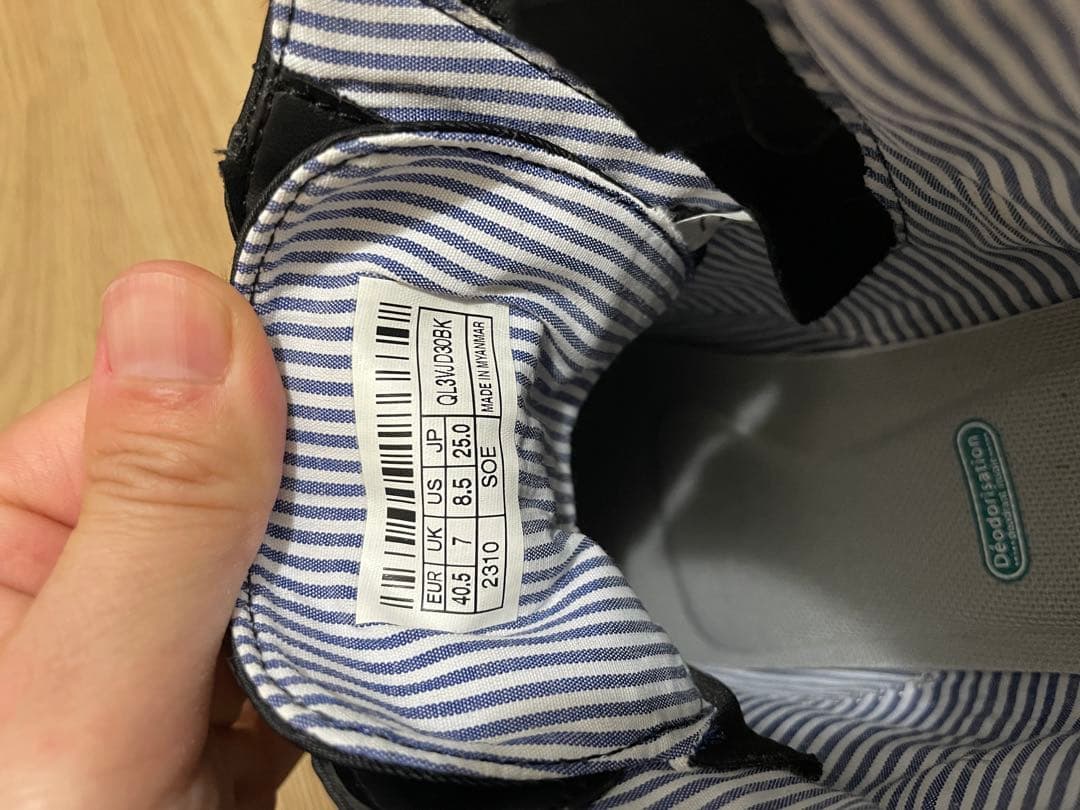 EUR UK US JP QL3VJD30BK
40.5 7 8.5 25.0
2310 SOE MADE IN MYANMAR
Déodorisation